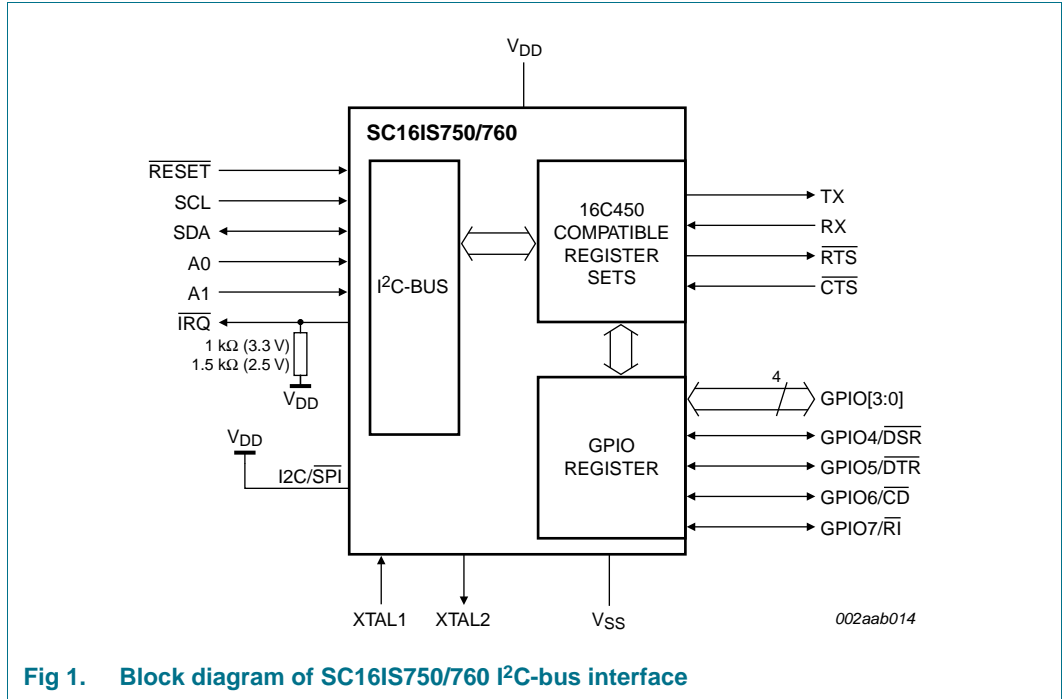 VDD
SC16IS750/760
RESET
SCL
SDA
A0
A1
IRQ
1 kΩ (3.3 V)
1.5 kΩ (2.5 V)
VDD
VDD
I2C/SPI
I²C-BUS
16C450
COMPATIBLE
REGISTER
SETS
TX
RX
RTS
CTS
GPIO
REGISTER
4
GPIO[3:0]
GPIO4/DSR
GPIO5/DTR
GPIO6/CD
GPIO7/RI
XTAL1
XTAL2
VSS
002aab014
Fig 1. Block diagram of SC16IS750/760 I²C-bus interface